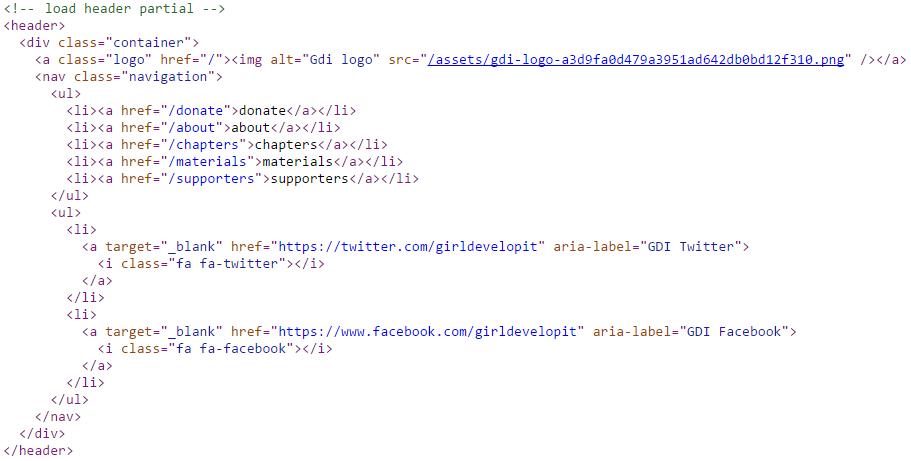 <!-- load header partial -->
<header>
  <div class="container">
    <a class="logo" href="/"><img alt="Gdi logo" src="/assets/gdi-logo-a3d9fa0d479a3951ad642db0bd12f310.png" /></a>
    <nav class="navigation">
      <ul>
        <li><a href="/donate">donate</a></li>
        <li><a href="/about">about</a></li>
        <li><a href="/chapters">chapters</a></li>
        <li><a href="/materials">materials</a></li>
        <li><a href="/supporters">supporters</a></li>
      </ul>
      <ul>
        <li>
          <a target="_blank" href="https://twitter.com/girldevelopit" aria-label="GDI Twitter">
            <i class="fa fa-twitter"></i>
          </a>
        </li>
        <li>
          <a target="_blank" href="https://www.facebook.com/girldevelopit" aria-label="GDI Facebook">
            <i class="fa fa-facebook"></i>
          </a>
        </li>
      </ul>
    </nav>
  </div>
</header>